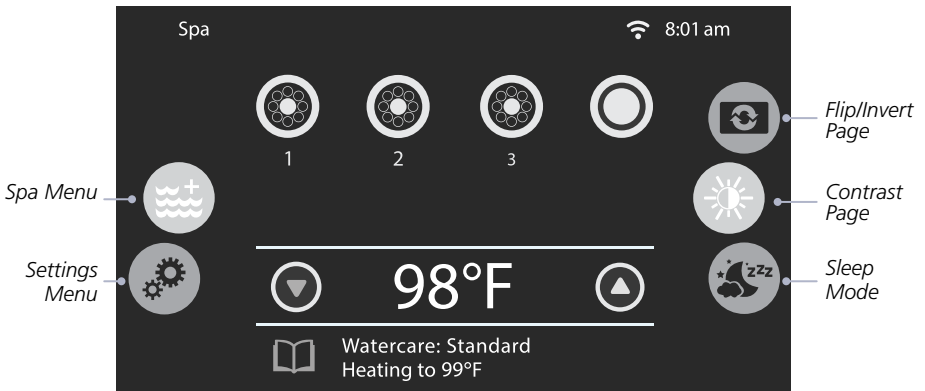 Spa
8:01 am
1
2
3
Flip/Invert
Page
Spa Menu
Contrast
Page
Settings
Menu
98°F
zzz
Sleep
Mode
Watercare: Standard
Heating to 99°F